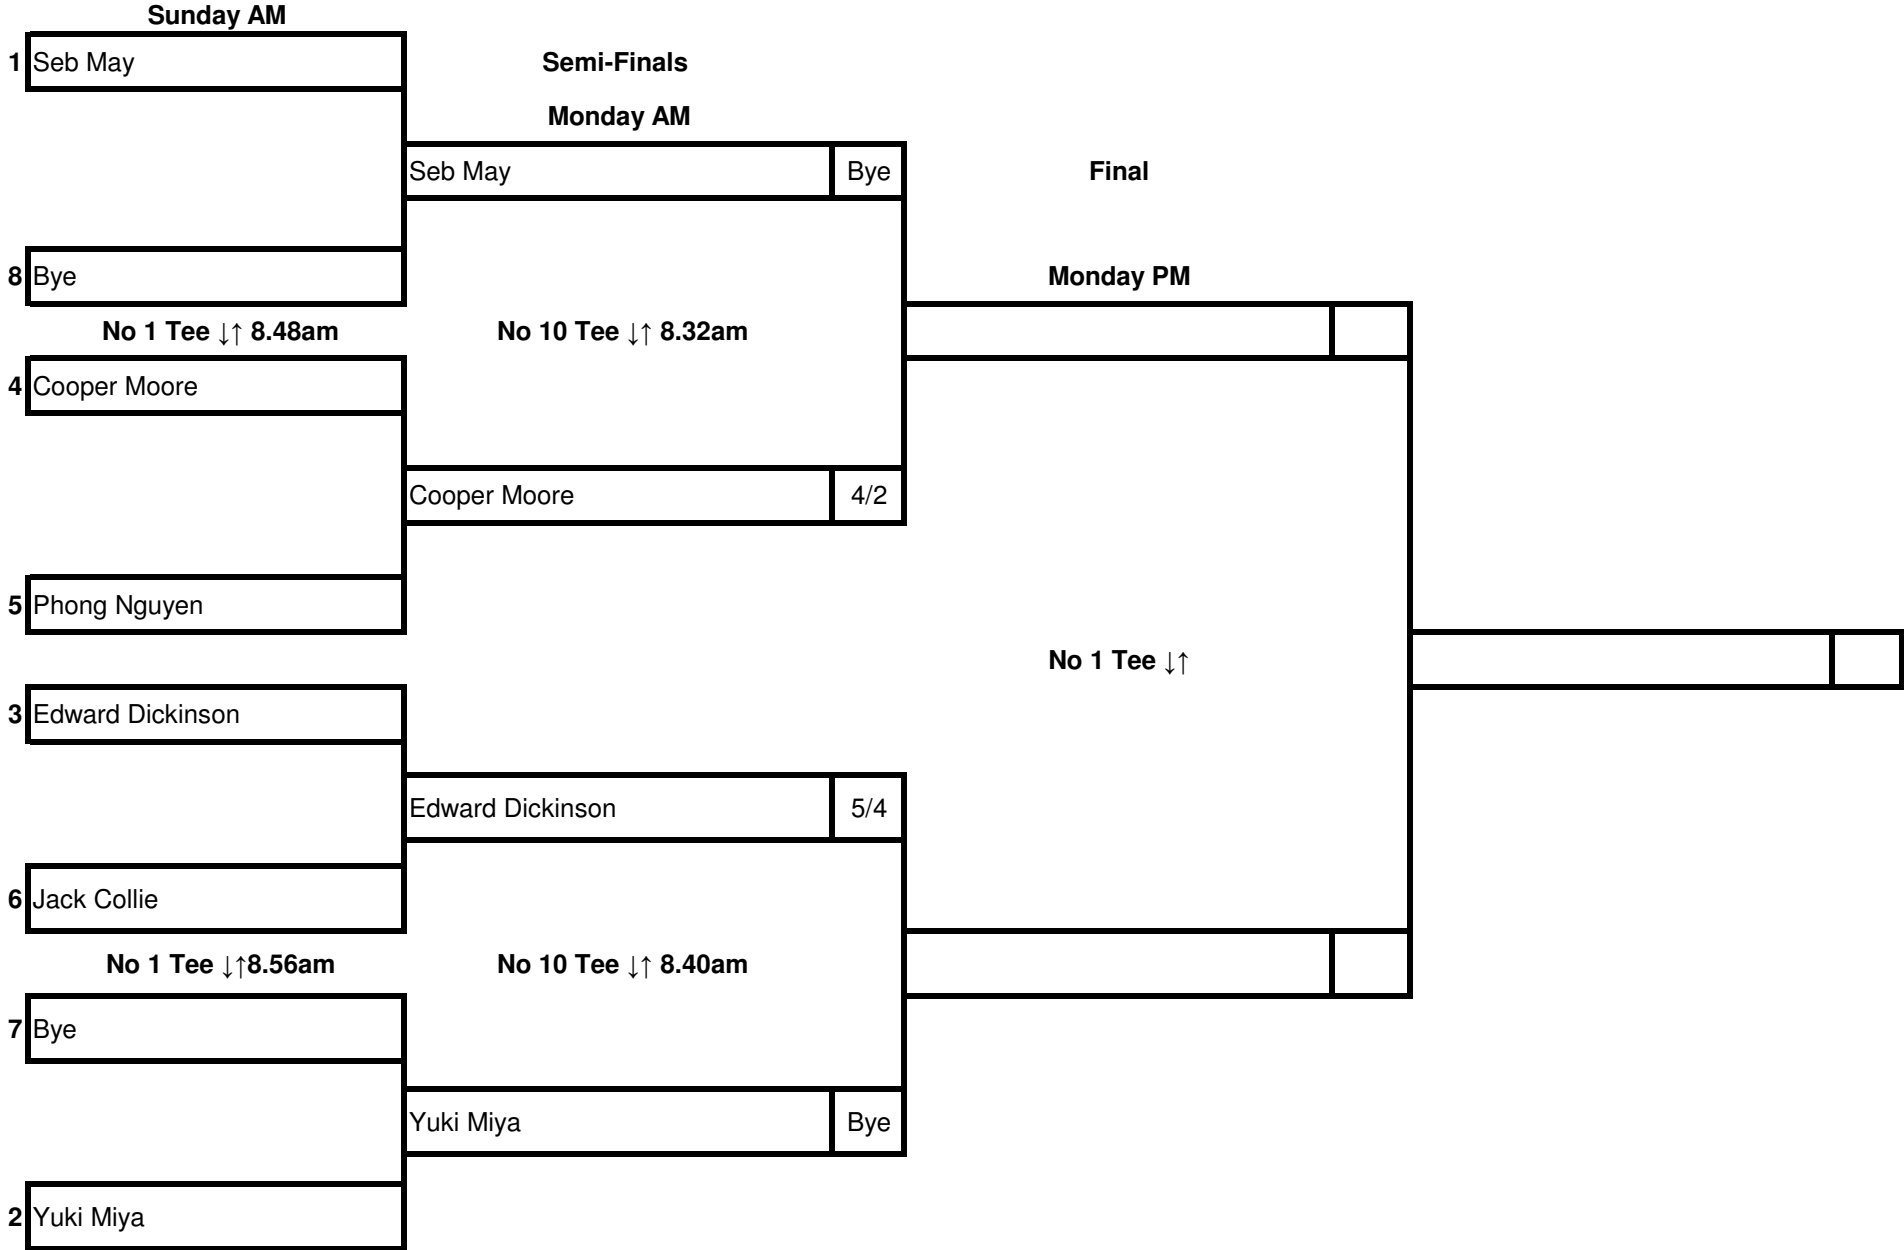 Sunday AM
1 Seb May
Semi-Finals
Monday AM
Seb May Bye
Final
8 Bye
Monday PM
No 1 Tee ↓↑ 8.48am
No 10 Tee ↓↑ 8.32am
4 Cooper Moore
Cooper Moore 4/2
5 Phong Nguyen
No 1 Tee ↓↑
3 Edward Dickinson
Edward Dickinson 5/4
6 Jack Collie
No 1 Tee ↓↑8.56am
No 10 Tee ↓↑ 8.40am
7 Bye
Yuki Miya Bye
2 Yuki Miya